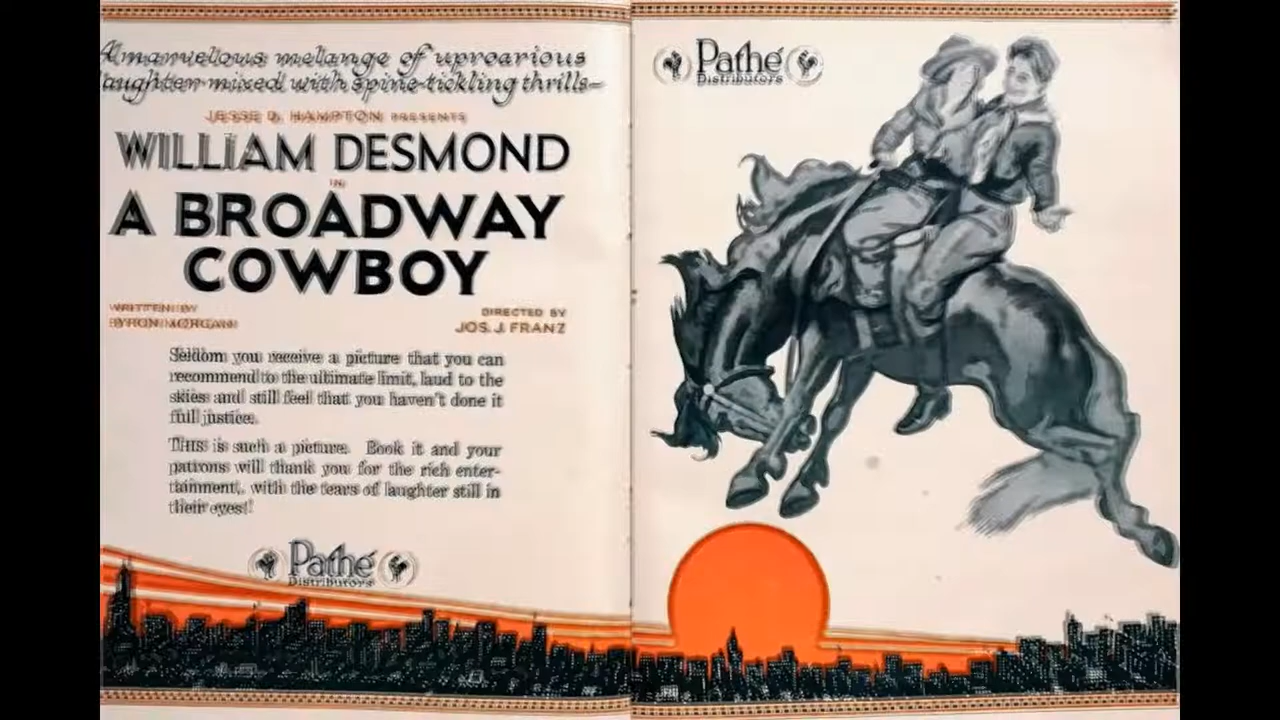 A marvelous melange of uproarious
laughter mixed with spine-tickling thrills—
JESSE D. HAMPTON PRESENTS
WILLIAM DESMOND
IN
A BROADWAY
COWBOY
WRITTEN BY
BYRON MORGAN
DIRECTED BY
JOS. J. FRANZ
Seldom you receive a picture that you can
recommend to the ultimate limit, laud to the
skies and still feel that you haven't done it
full justice.
THIS is such a picture. Book it and your
patrons will thank you for the rich enter-
tainment, with the tears of laughter still in
their eyes!
Pathé
Distributors
Pathé
Distributors